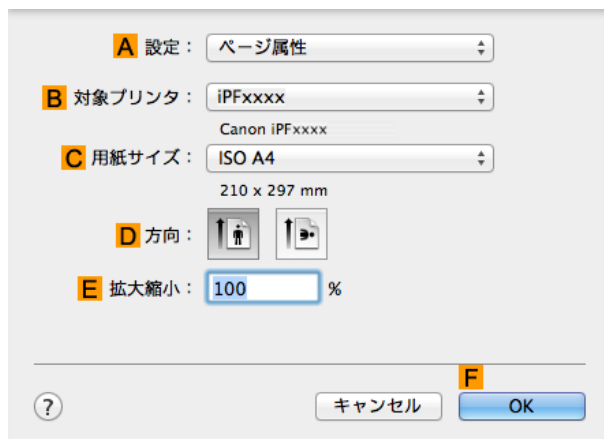 A 設定： ページ属性
B 対象プリンタ： iPFxxxx
Canon iPFxxxx
C 用紙サイズ： ISO A4
210 x 297 mm
D 方向：
E 拡大縮小： 100 %
F
? キャンセル OK